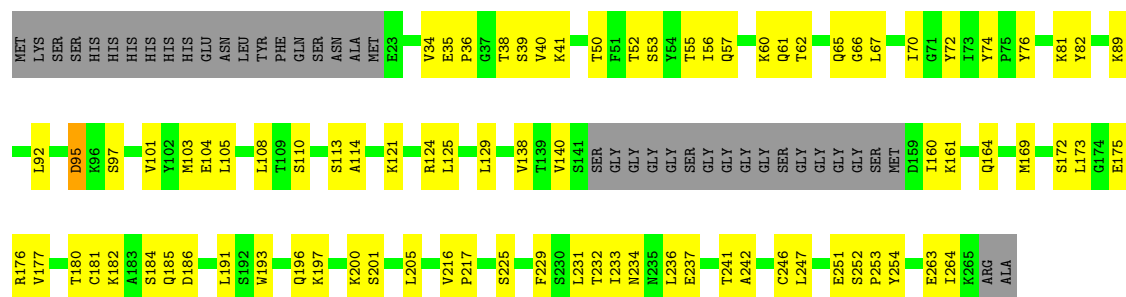 MET LYS SER SER HIS HIS HIS HIS HIS HIS GLU ASN LEU TYR PHE GLN SER ASN ALA MET E23 V34 E35 P36 G37 T38 S39 V40 K41 T50 F51 T52 S53 Y54 T55 I56 Q57 K60 Q61 T62 Q65 G66 L67 I70 G71 Y72 I73 Y74 P75 Y76 K81 Y82 K89
L92 D95 K96 S97 V101 Y102 M103 E104 L105 L108 T109 S110 S113 A114 K121 R124 L125 L129 V138 T139 V140 S141 SER GLY GLY GLY GLY SER GLY GLY GLY GLY SER GLY GLY GLY GLY SER MET D159 I160 K161 Q164 M169 S172 L173 G174 E175
R176 V177 T180 C181 A183 K182 S184 Q185 D186 L191 S192 W193 Q196 K197 K200 S201 L205 V216 P217 S225 F229 S230 L231 T232 I233 N234 N235 L236 E237 T241 A242 C246 L247 E251 S252 P253 Y254 E263 I264 K265 ARG ALA